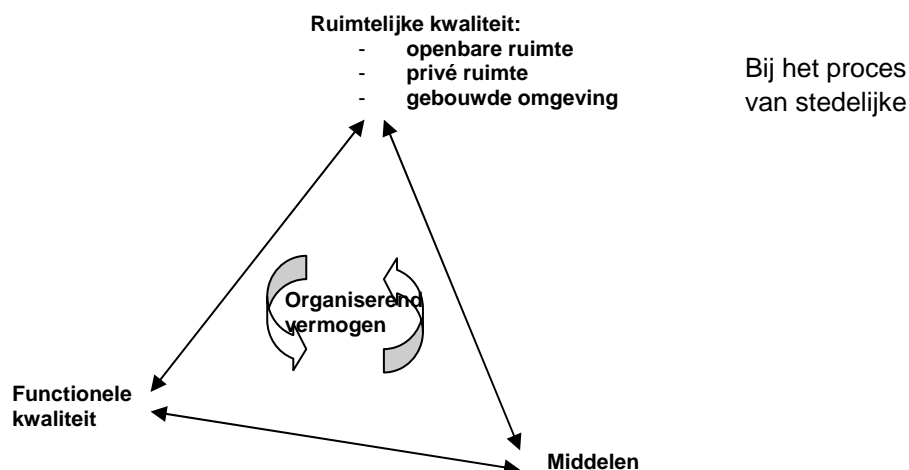 Ruimtelijke kwaliteit:
- openbare ruimte
- privé ruimte
- gebouwde omgeving
Bij het proces
van stedelijke
Organiserend
vermogen
Functionele
kwaliteit
Middelen